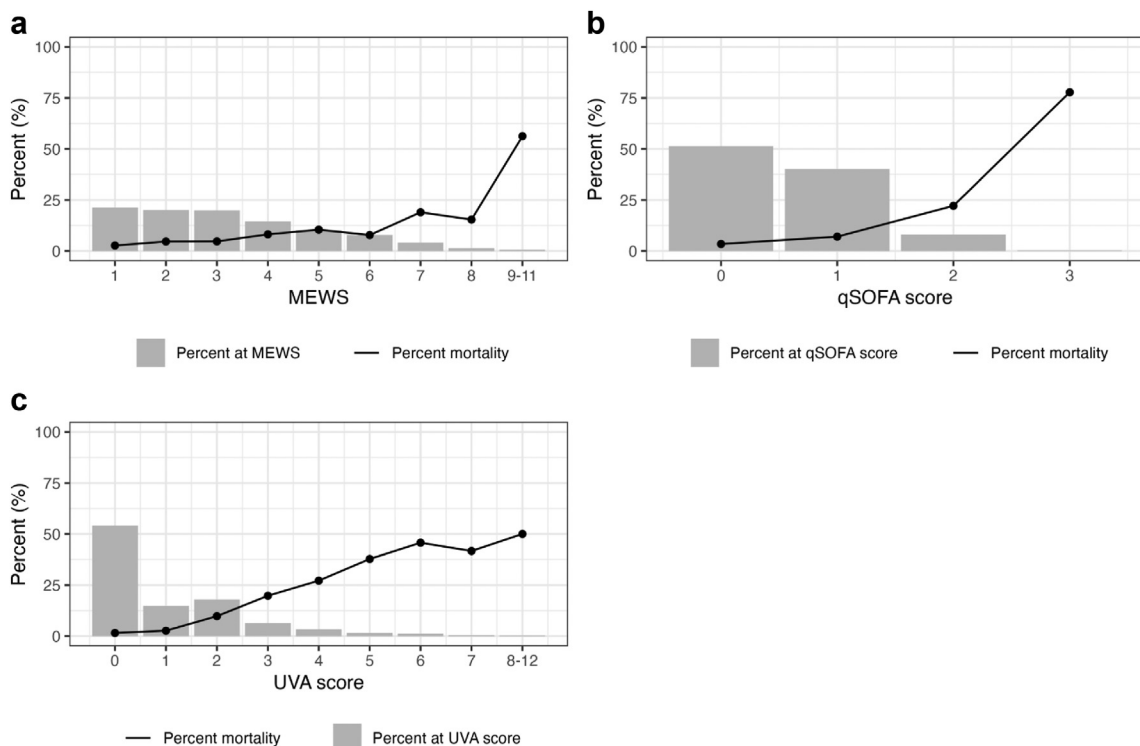 a
100
75
50
25
0
Percent (%)
1 2 3 4 5 6 7 8 9-11
MEWS
Percent at MEWS Percent mortality
b
100
75
50
25
0
Percent (%)
0 1 2 3
qSOFA score
Percent at qSOFA score Percent mortality
c
100
75
50
25
0
Percent (%)
0 1 2 3 4 5 6 7 8-12
UVA score
Percent mortality Percent at UVA score